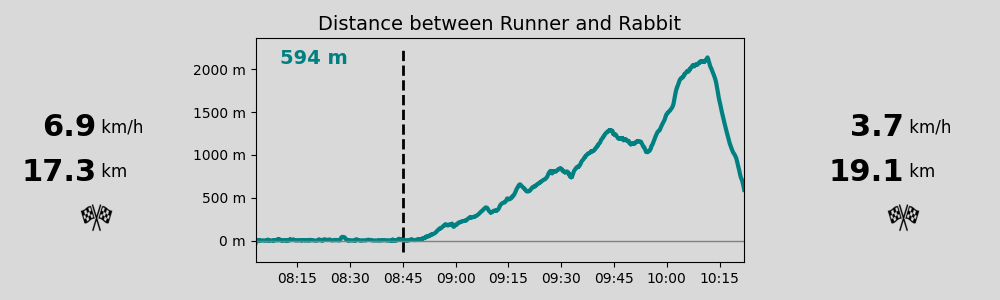 Distance between Runner and Rabbit
594 m
2000 m
1500 m
1000 m
500 m
0 m
08:15 08:30 08:45 09:00 09:15 09:30 09:45 10:00 10:15
6.9 km/h
17.3 km
3.7 km/h
19.1 km